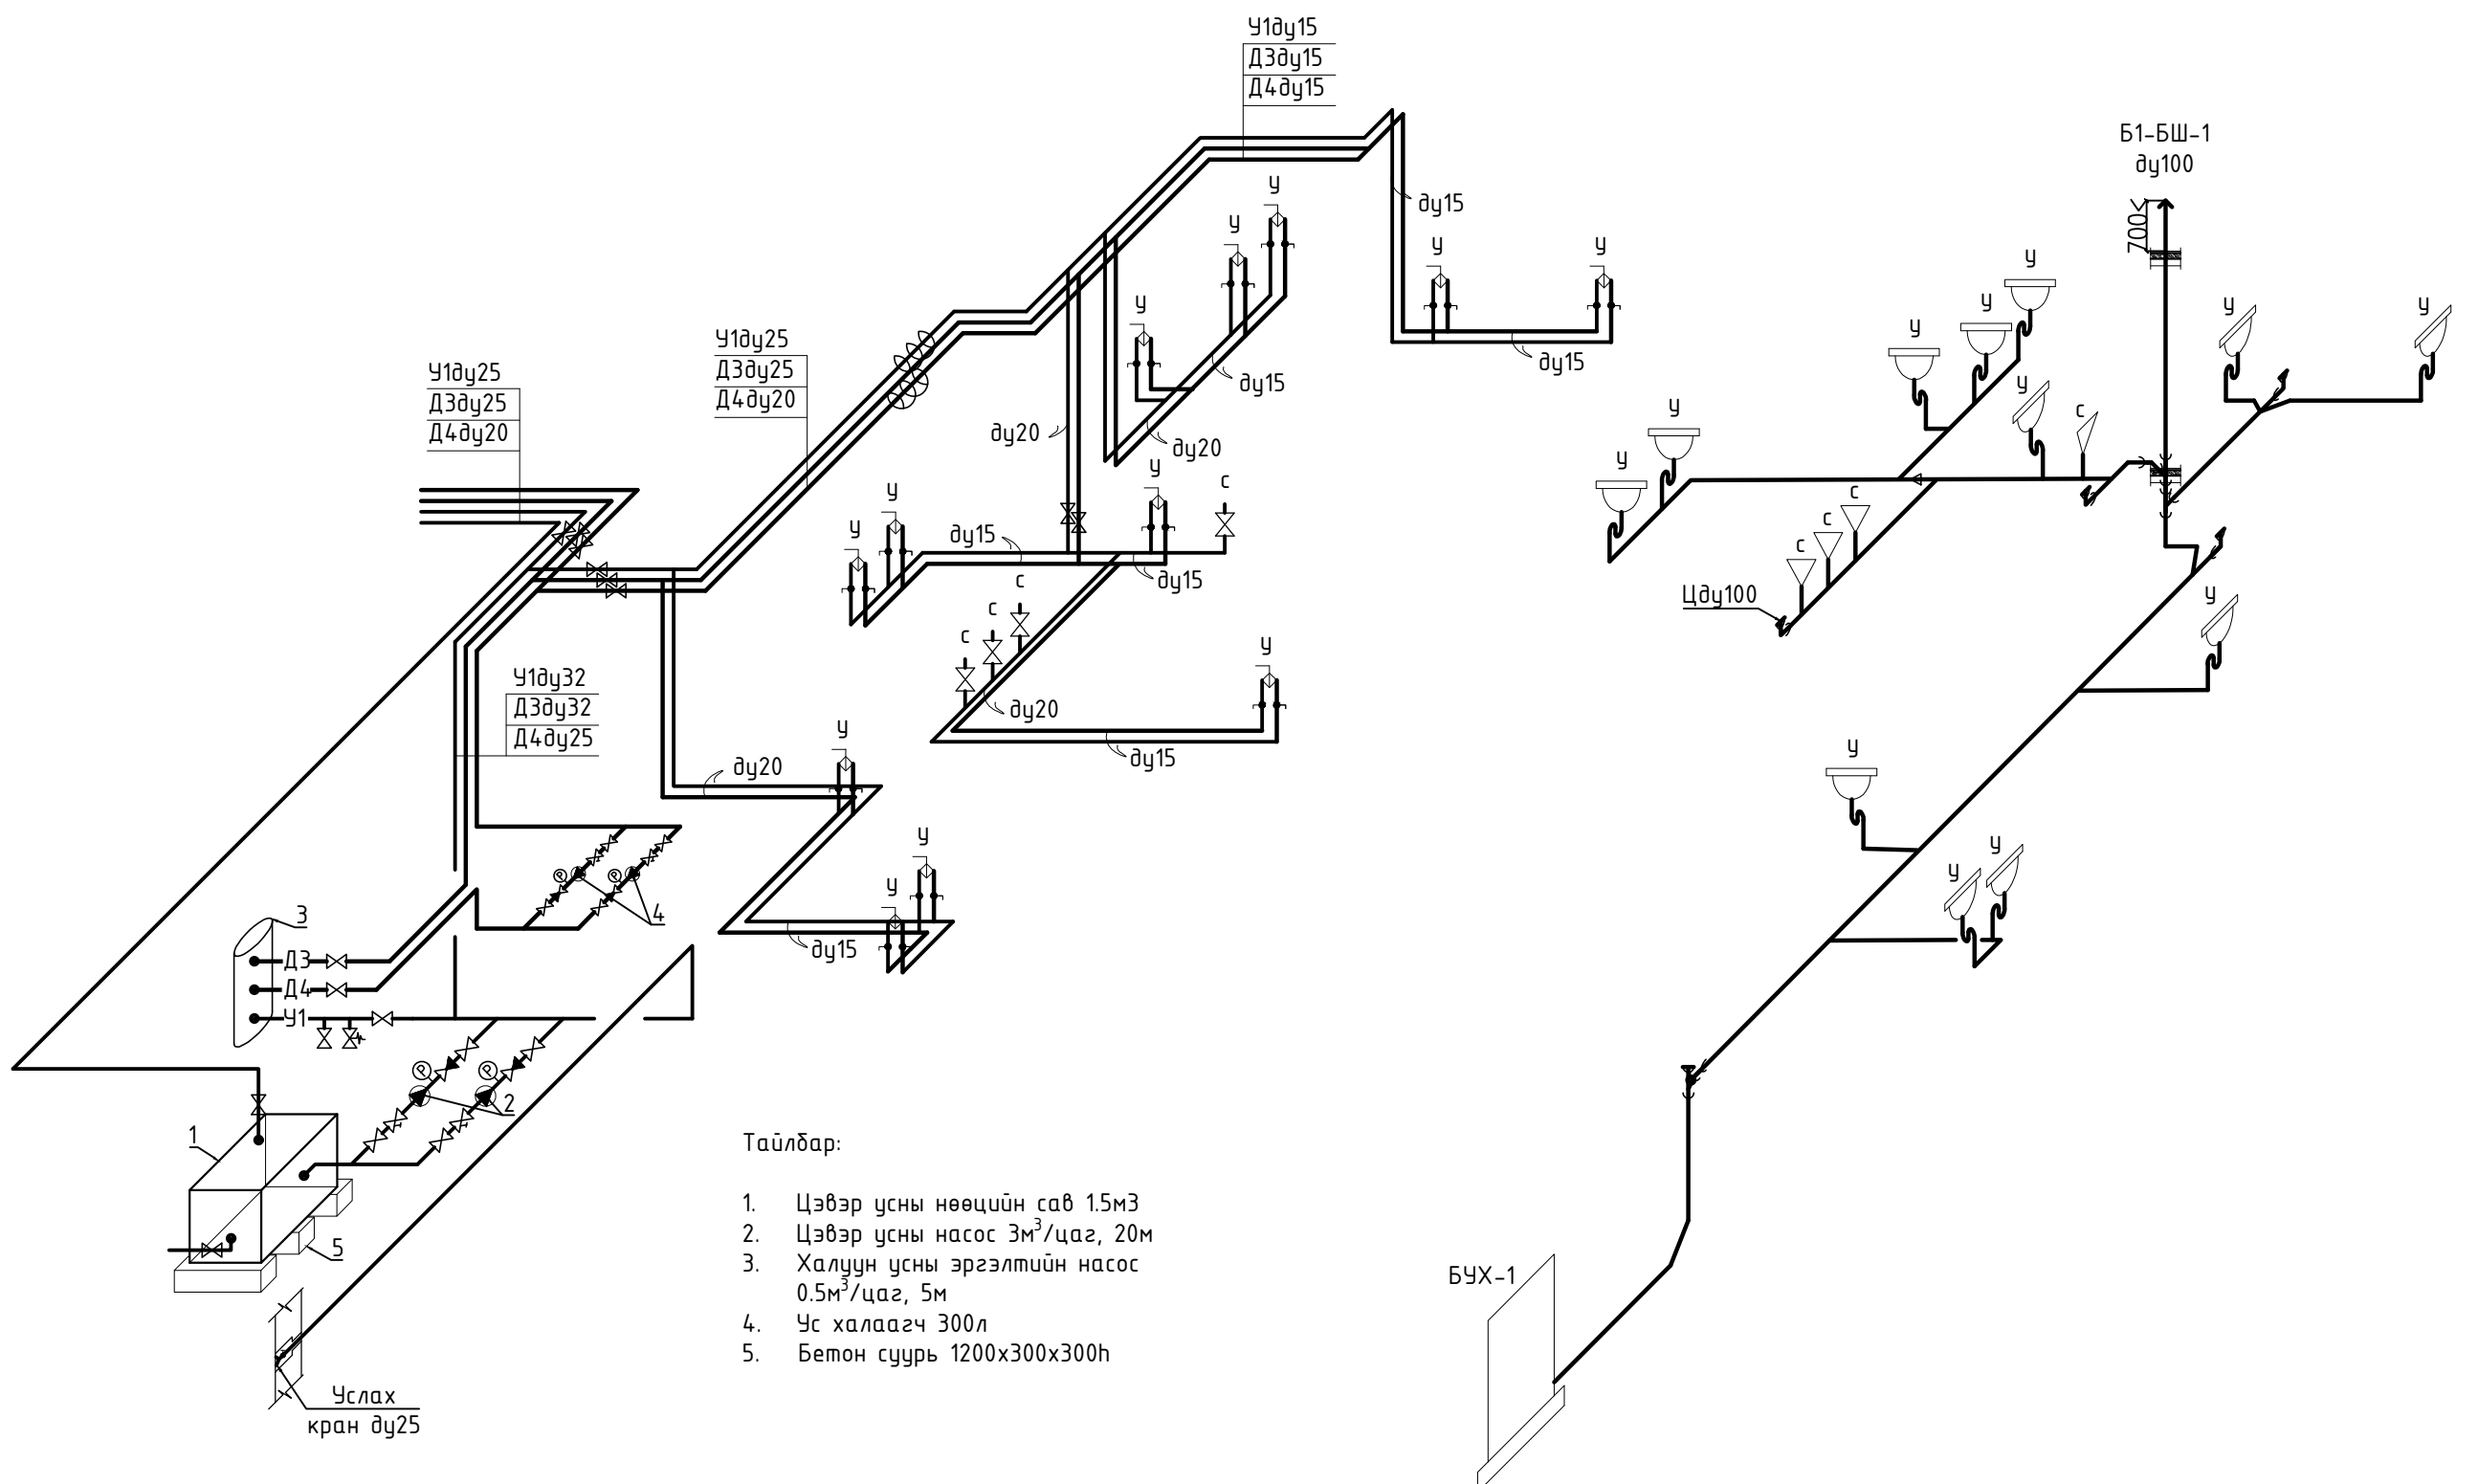 У1ду15
Д3ду15
Д4ду15
Б1-БШ-1
ду100
700<
У
У
У
У
У
ду15
У
У
У
У
У
У1ду25
Д3ду25
Д4ду20
У1ду25
Д3ду25
Д4ду20
У
ду15
ду15
У
У
С
ду20
ду20
У
У
У
С
С
У
ду15
ду15
С
С
С
С
С
Цду100
У
У
У1ду32
Д3ду32
Д4ду25
ду20
ду15
У
У
ду20
У
У
У
У
3
4
Д3
ду15
Д4
У1
P
P
P
P
2
1
5
Тайлбар:
1. Цэвэр усны нөөцийн сав 1.5м3
2. Цэвэр усны насос 3м³/цаг, 20м
3. Халуун усны эргэлтийн насос
0.5м³/цаг, 5м
4. Ус халаагч 300л
5. Бетон суурь 1200х300х300h
БУХ-1
Услах
кран ду25